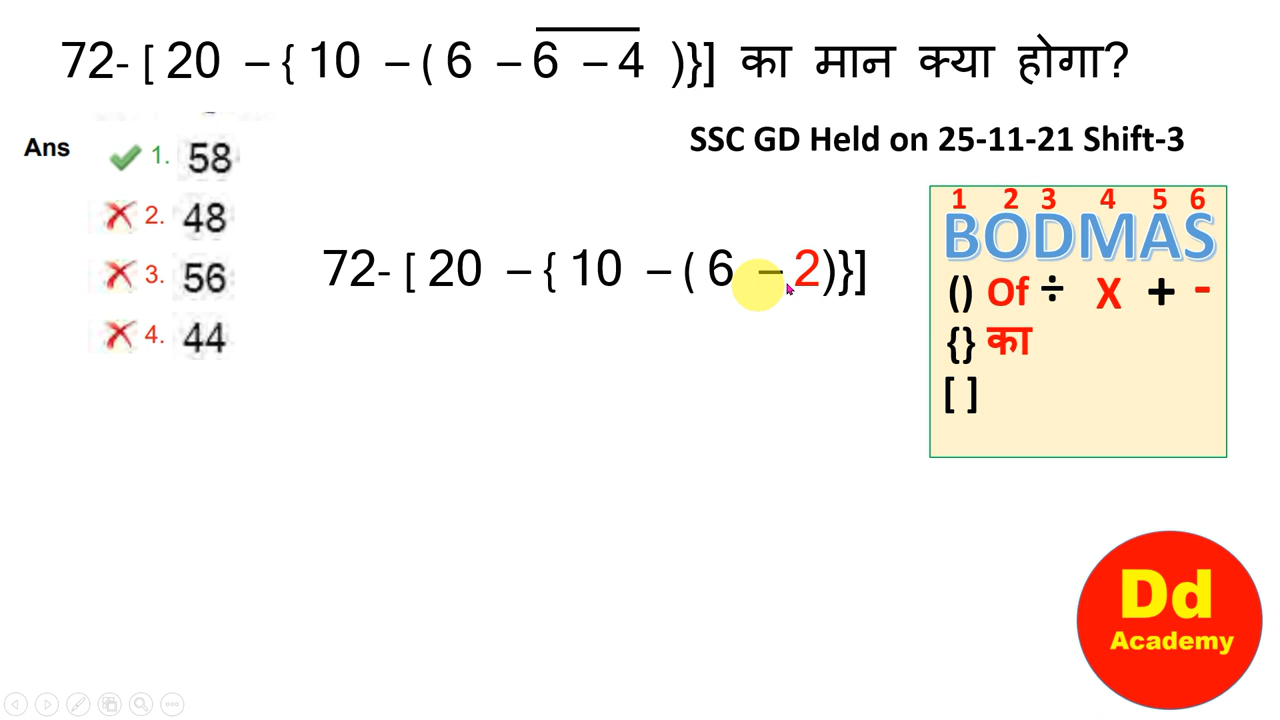 72- [ 20 – { 10 – ( 6 – 6 – 4 )}] का मान क्या होगा?
SSC GD Held on 25-11-21 Shift-3
Ans
1. 58
2. 48
3. 56
4. 44
72- [ 20 – { 10 – ( 6 – 2)}]
1 2 3 4 5 6
BODMAS
() Of ÷ X + -
{} का
[ ]
Dd
Academy